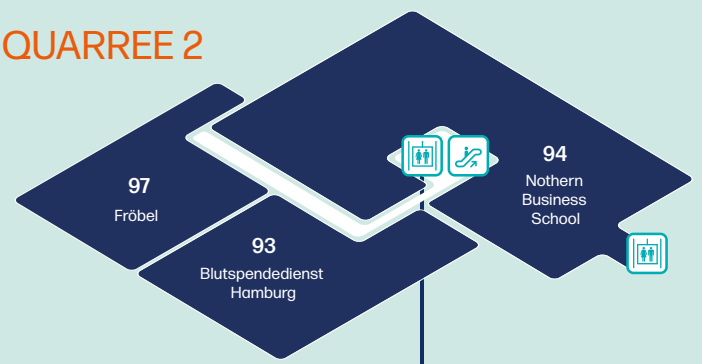 QUARREE 2
97
Fröbel
93
Blutspendedienst
Hamburg
94
Nothern
Business
School